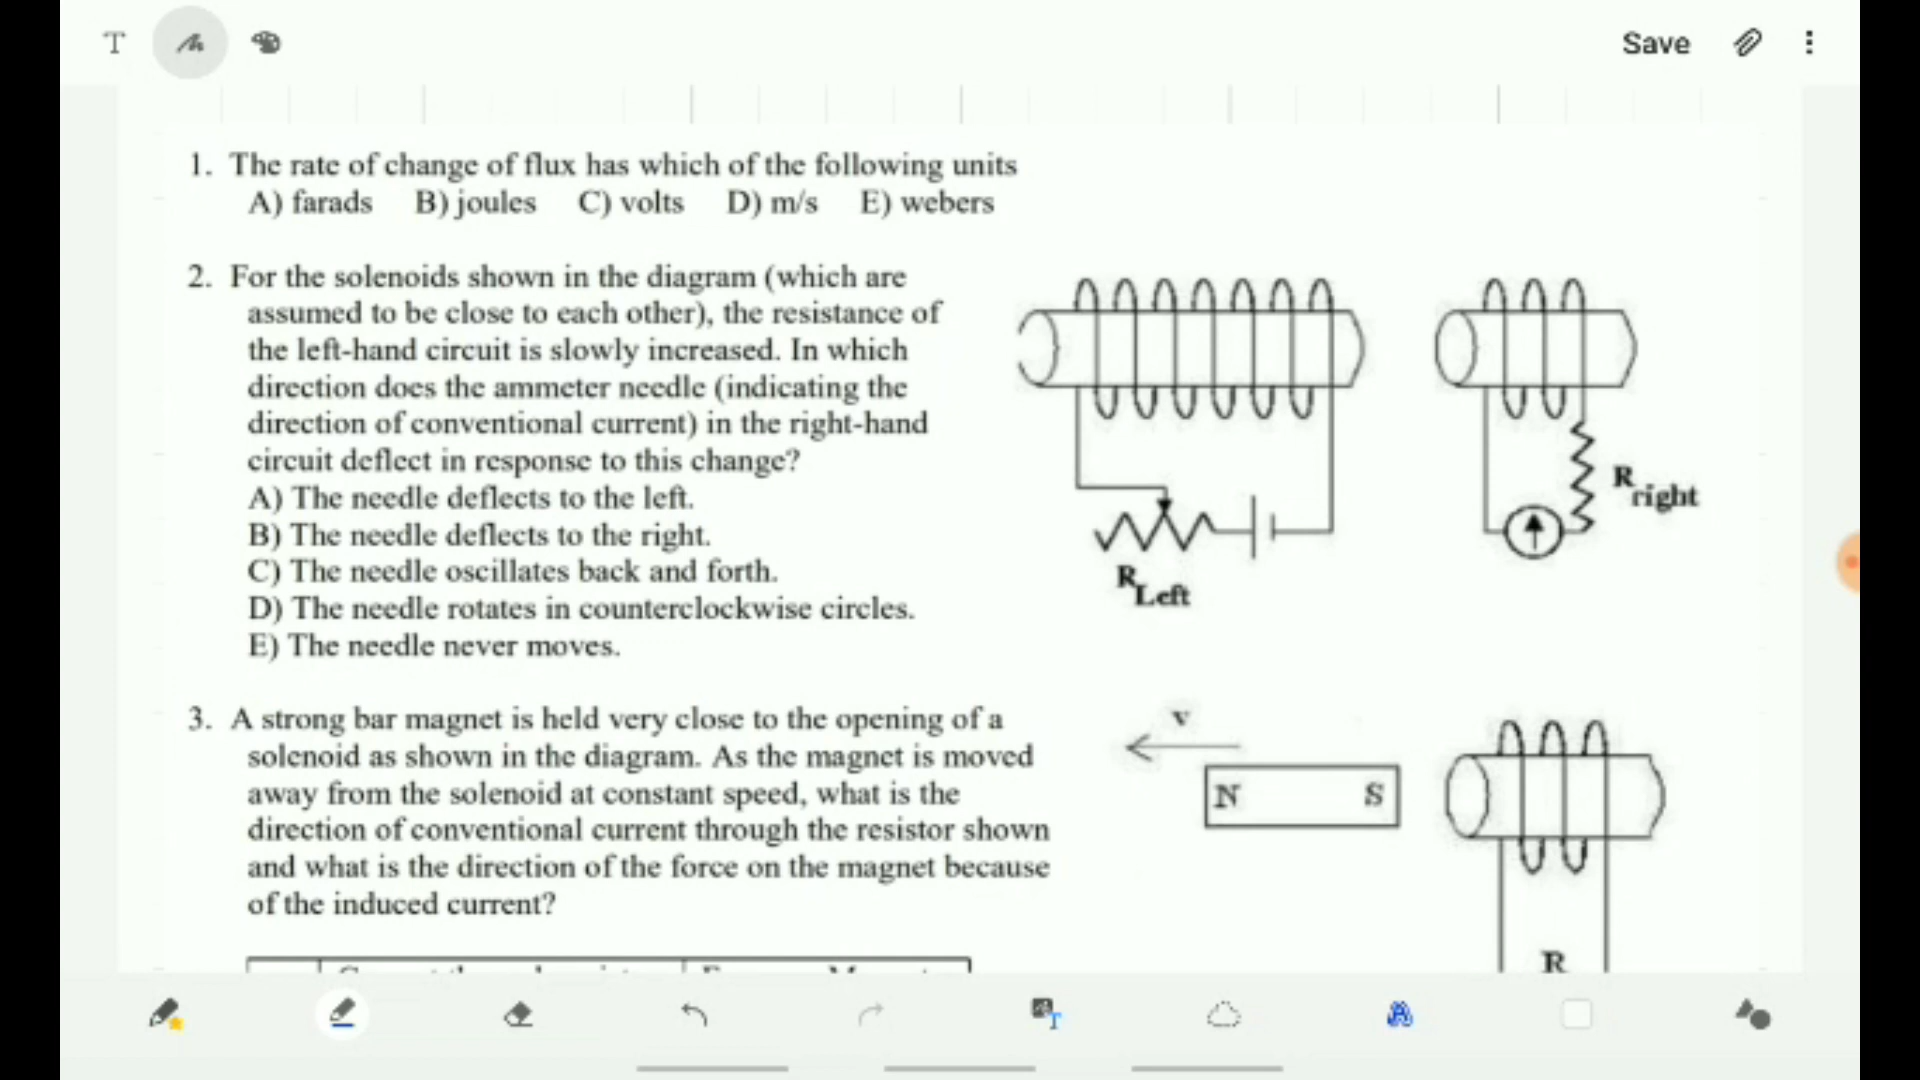 T
Save
1. The rate of change of flux has which of the following units
A) farads B) joules C) volts D) m/s E) webers
2. For the solenoids shown in the diagram (which are
assumed to be close to each other), the resistance of
the left-hand circuit is slowly increased. In which
direction does the ammeter needle (indicating the
direction of conventional current) in the right-hand
circuit deflect in response to this change?
A) The needle deflects to the left.
B) The needle deflects to the right.
C) The needle oscillates back and forth.
D) The needle rotates in counterclockwise circles.
E) The needle never moves.
R Left
R right
3. A strong bar magnet is held very close to the opening of a
solenoid as shown in the diagram. As the magnet is moved
away from the solenoid at constant speed, what is the
direction of conventional current through the resistor shown
and what is the direction of the force on the magnet because
of the induced current?
v
N S
R